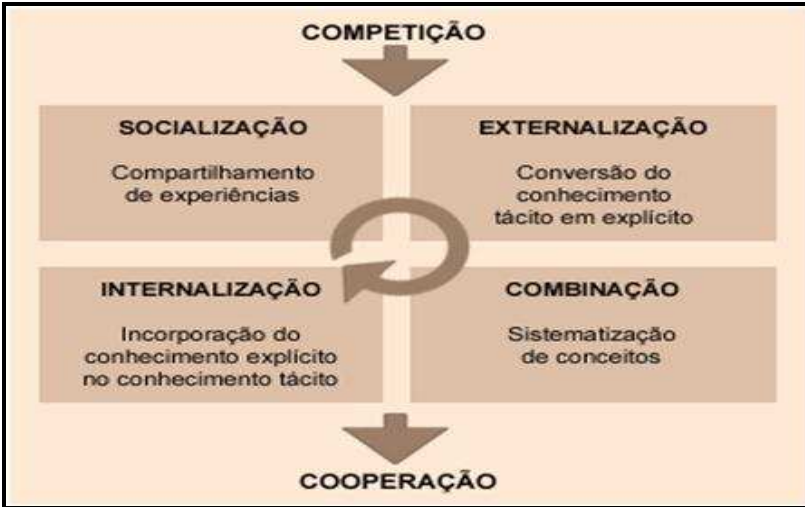 COMPETIÇÃO
SOCIALIZAÇÃO
Compartilhamento
de experiências
EXTERNALIZAÇÃO
Conversão do
conhecimento
tácito em explícito
INTERNALIZAÇÃO
Incorporação do
conhecimento explícito
no conhecimento tácito
COMBINAÇÃO
Sistematização
de conceitos
COOPERAÇÃO